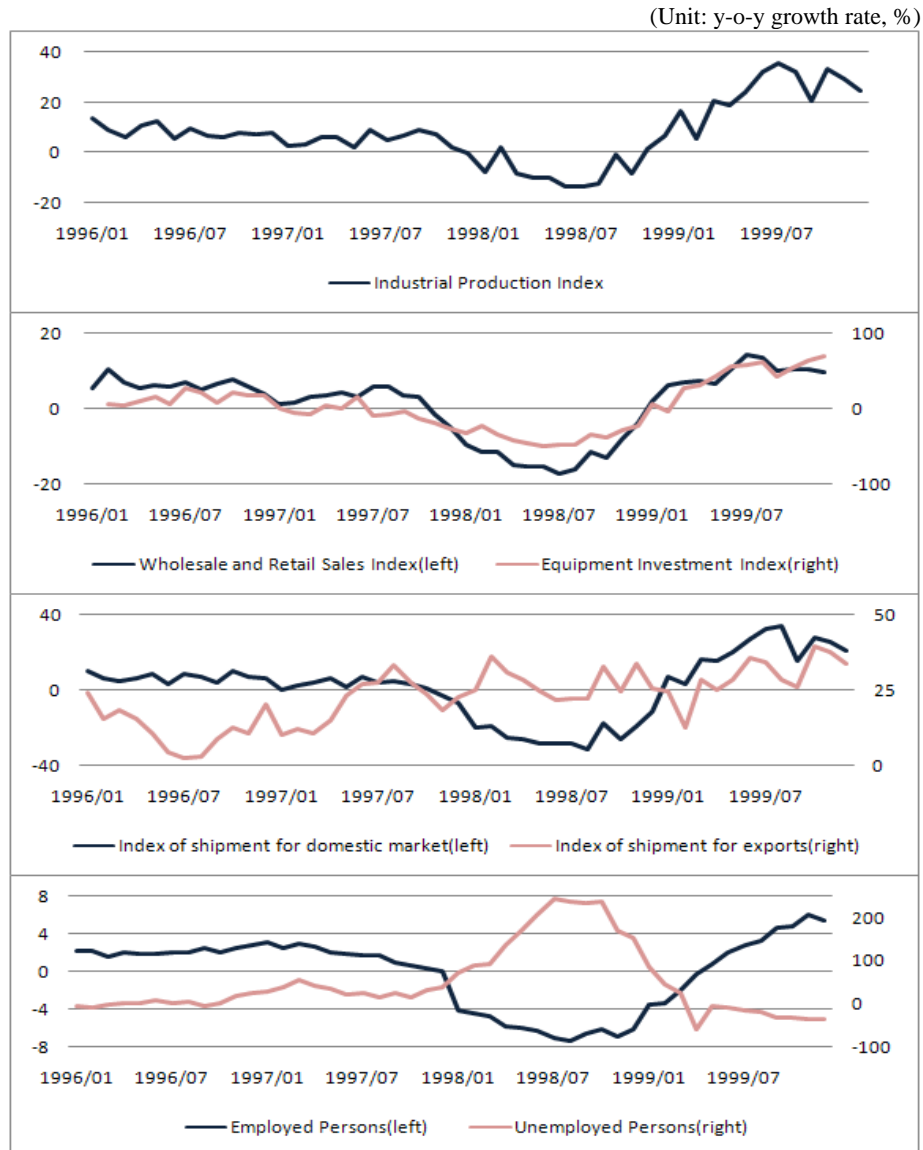 (Unit: y-o-y growth rate, %)
40
20
0
-20
1996/01 1996/07 1997/01 1997/07 1998/01 1998/07 1999/01 1999/07
Industrial Production Index
20 100
0 0
-20 -100
1996/01 1996/07 1997/01 1997/07 1998/01 1998/07 1999/01 1999/07
Wholesale and Retail Sales Index(left) Equipment Investment Index(right)
40 50
0 25
-40 0
1996/01 1996/07 1997/01 1997/07 1998/01 1998/07 1999/01 1999/07
Index of shipment for domestic market(left) Index of shipment for exports(right)
8
200
4
100
0
0
-4
-8 -100
1996/01 1996/07 1997/01 1997/07 1998/01 1998/07 1999/01 1999/07
Employed Persons(left) Unemployed Persons(right)